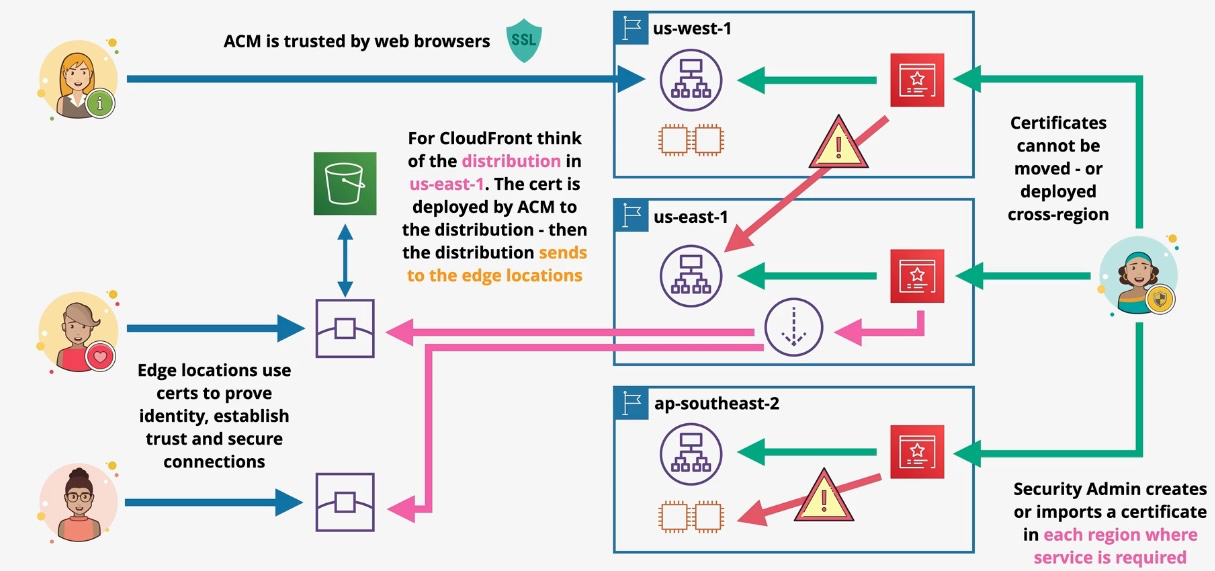 ACM is trusted by web browsers
SSL
us-west-1
For CloudFront think
of the distribution in
us-east-1. The cert is
deployed by ACM to
the distribution - then
the distribution sends
to the edge locations
Certificates
cannot be
moved - or
deployed
cross-region
us-east-1
Edge locations use
certs to prove
identity, establish
trust and secure
connections
ap-southeast-2
Security Admin creates
or imports a certificate
in each region where
service is required